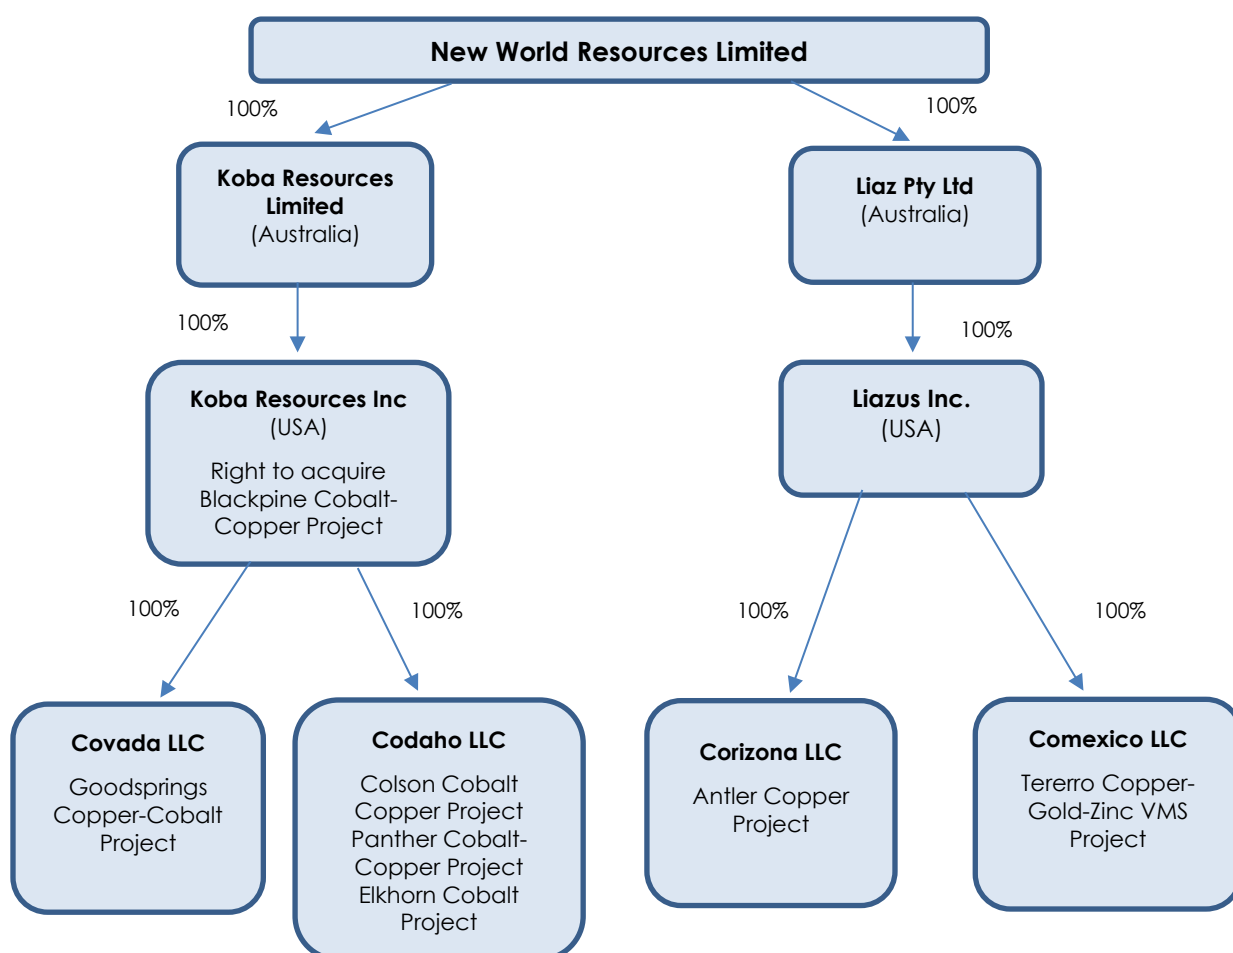 New World Resources Limited
100%
100%
Koba Resources
Limited
(Australia)
Liaz Pty Ltd
(Australia)
100%
100%
Koba Resources Inc
(USA)
Right to acquire
Blackpine Cobalt-
Copper Project
Liazus Inc.
(USA)
100%
100%
100%
100%
Covada LLC
Goodsprings
Copper-Cobalt
Project
Codaho LLC
Colson Cobalt
Copper Project
Panther Cobalt-
Copper Project
Elkhorn Cobalt
Project
Corizona LLC
Antler Copper
Project
Comexico LLC
Tererro Copper-
Gold-Zinc VMS
Project